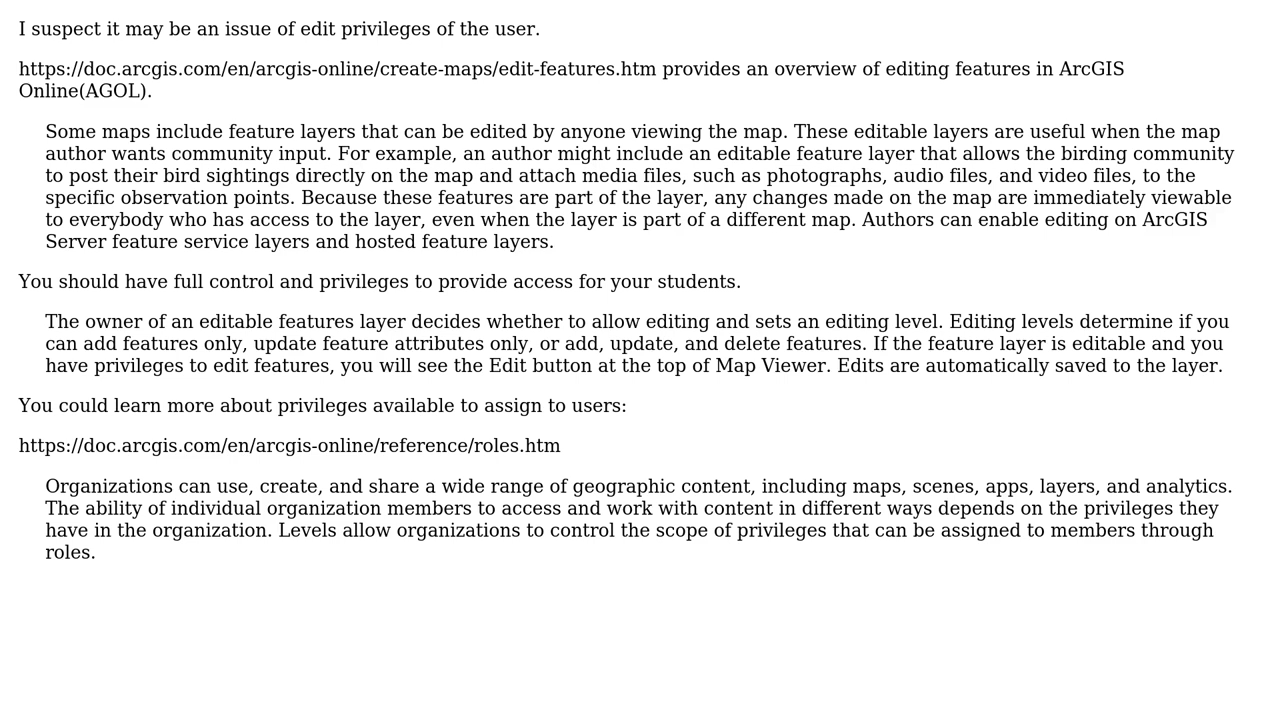 I suspect it may be an issue of edit privileges of the user.
https://doc.arcgis.com/en/arcgis-online/create-maps/edit-features.htm provides an overview of editing features in ArcGIS
Online(AGOL).
Some maps include feature layers that can be edited by anyone viewing the map. These editable layers are useful when the map
author wants community input. For example, an author might include an editable feature layer that allows the birding community
to post their bird sightings directly on the map and attach media files, such as photographs, audio files, and video files, to the
specific observation points. Because these features are part of the layer, any changes made on the map are immediately viewable
to everybody who has access to the layer, even when the layer is part of a different map. Authors can enable editing on ArcGIS
Server feature service layers and hosted feature layers.
You should have full control and privileges to provide access for your students.
The owner of an editable features layer decides whether to allow editing and sets an editing level. Editing levels determine if you
can add features only, update feature attributes only, or add, update, and delete features. If the feature layer is editable and you
have privileges to edit features, you will see the Edit button at the top of Map Viewer. Edits are automatically saved to the layer.
You could learn more about privileges available to assign to users:
https://doc.arcgis.com/en/arcgis-online/reference/roles.htm
Organizations can use, create, and share a wide range of geographic content, including maps, scenes, apps, layers, and analytics.
The ability of individual organization members to access and work with content in different ways depends on the privileges they
have in the organization. Levels allow organizations to control the scope of privileges that can be assigned to members through
roles.